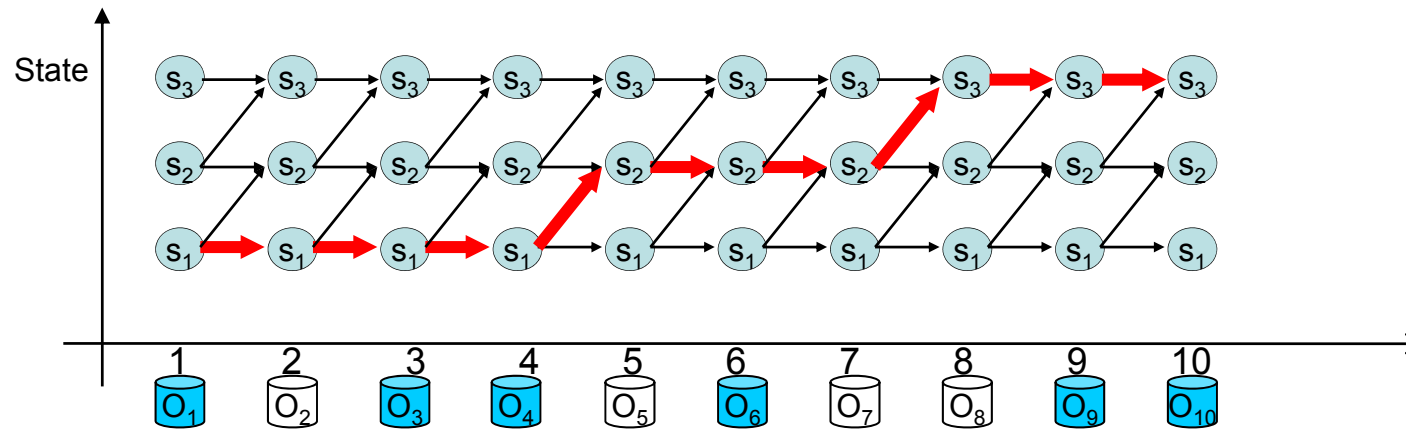 State
s3 s3 s3 s3 s3 s3 s3 s3 s3 s3
s2 s2 s2 s2 s2 s2 s2 s2 s2 s2
s1 s1 s1 s1 s1 s1 s1 s1 s1 s1
1 2 3 4 5 6 7 8 9 10
O1 O2 O3 O4 O5 O6 O7 O8 O9 O10